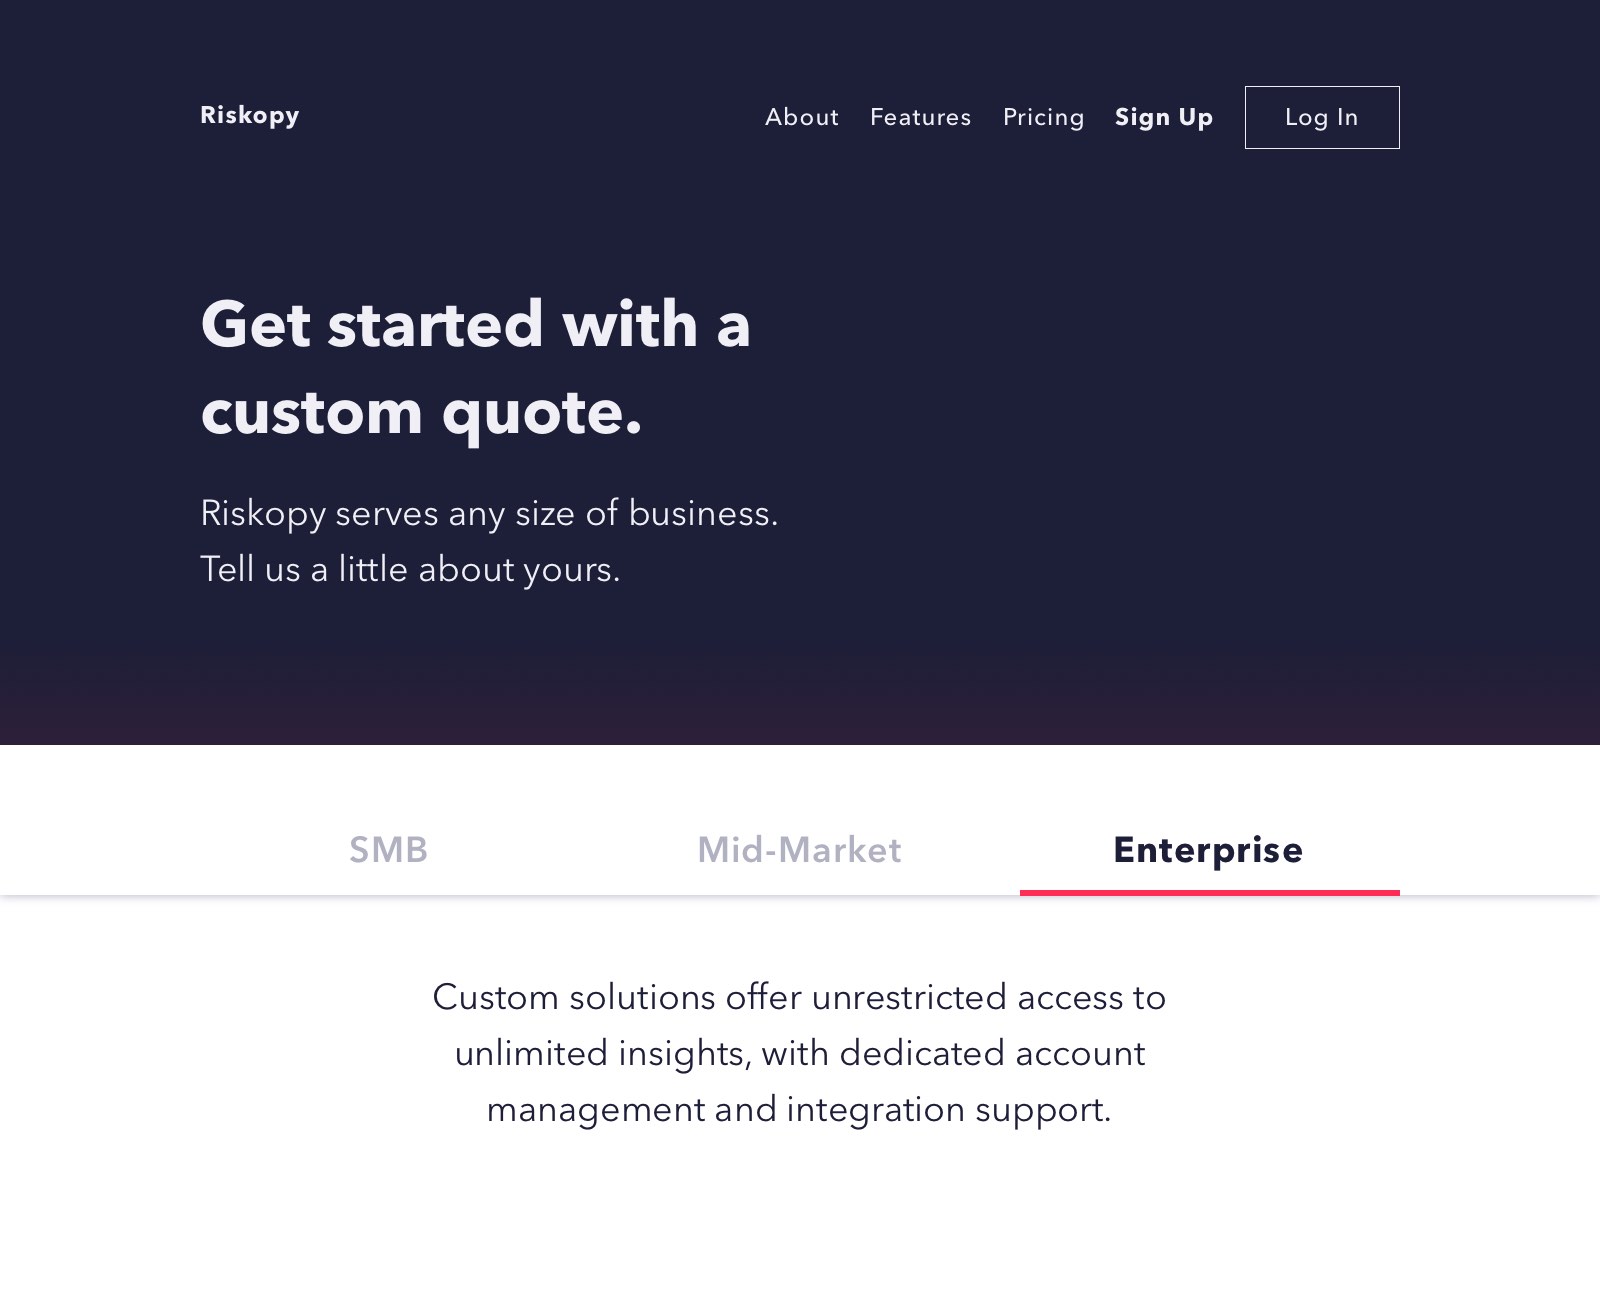 Riskopy
About Features Pricing Sign Up Log In
Get started with a
custom quote.
Riskopy serves any size of business.
Tell us a little about yours.
SMB Mid-Market Enterprise
Custom solutions offer unrestricted access to
unlimited insights, with dedicated account
management and integration support.